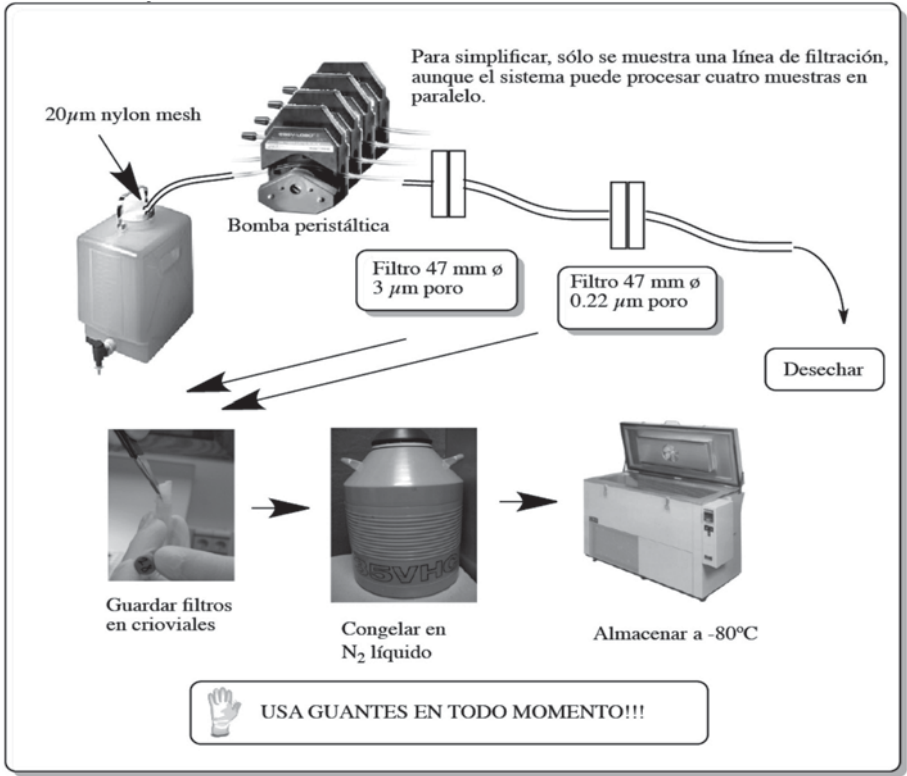 Para simplificar, sólo se muestra una línea de filtración,
aunque el sistema puede procesar cuatro muestras en
paralelo.
20µm nylon mesh
Bomba peristáltica
Filtro 47 mm ø
3 µm poro
Filtro 47 mm ø
0.22 µm poro
Desechar
35VHC
Guardar filtros
en crioviales
Congelar en
N₂ líquido
Almacenar a -80ºC
USA GUANTES EN TODO MOMENTO!!!